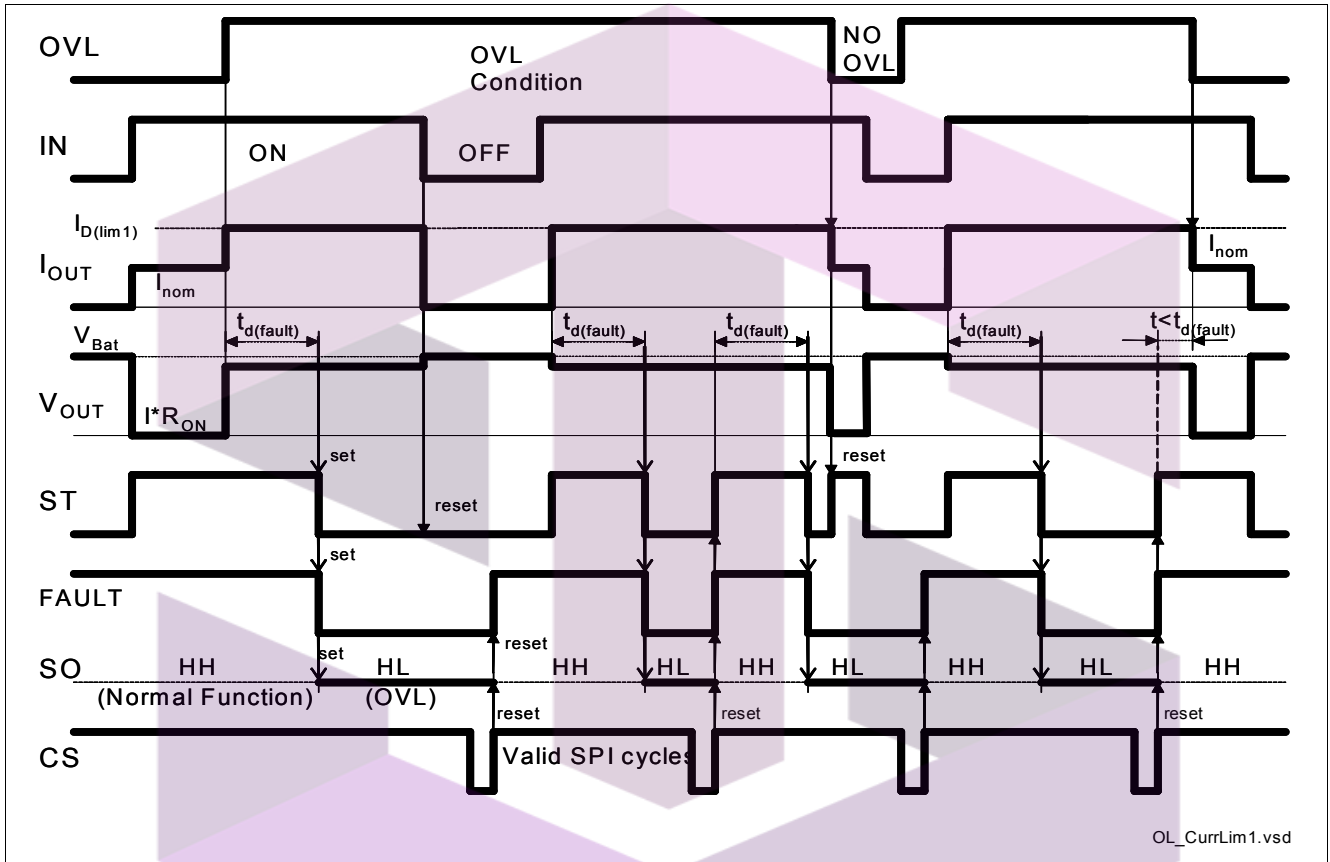 OVL
OVL
Condition
NO
OVL
IN
ON
OFF
I_D(lim1)
I_OUT
I_nom
I_nom
V_Bat
t_d(fault)
t_d(fault)
t_d(fault)
t_d(fault)
t<t_d(fault)
V_OUT
I*R_ON
set
reset
ST
reset
set
FAULT
reset
set
SO
HH
HL
HH
HL
HH
HL
HH
HL
HH
(Normal Function)
(OVL)
reset
reset
reset
CS
Valid SPI cycles
OL_CurrLim1.vsd